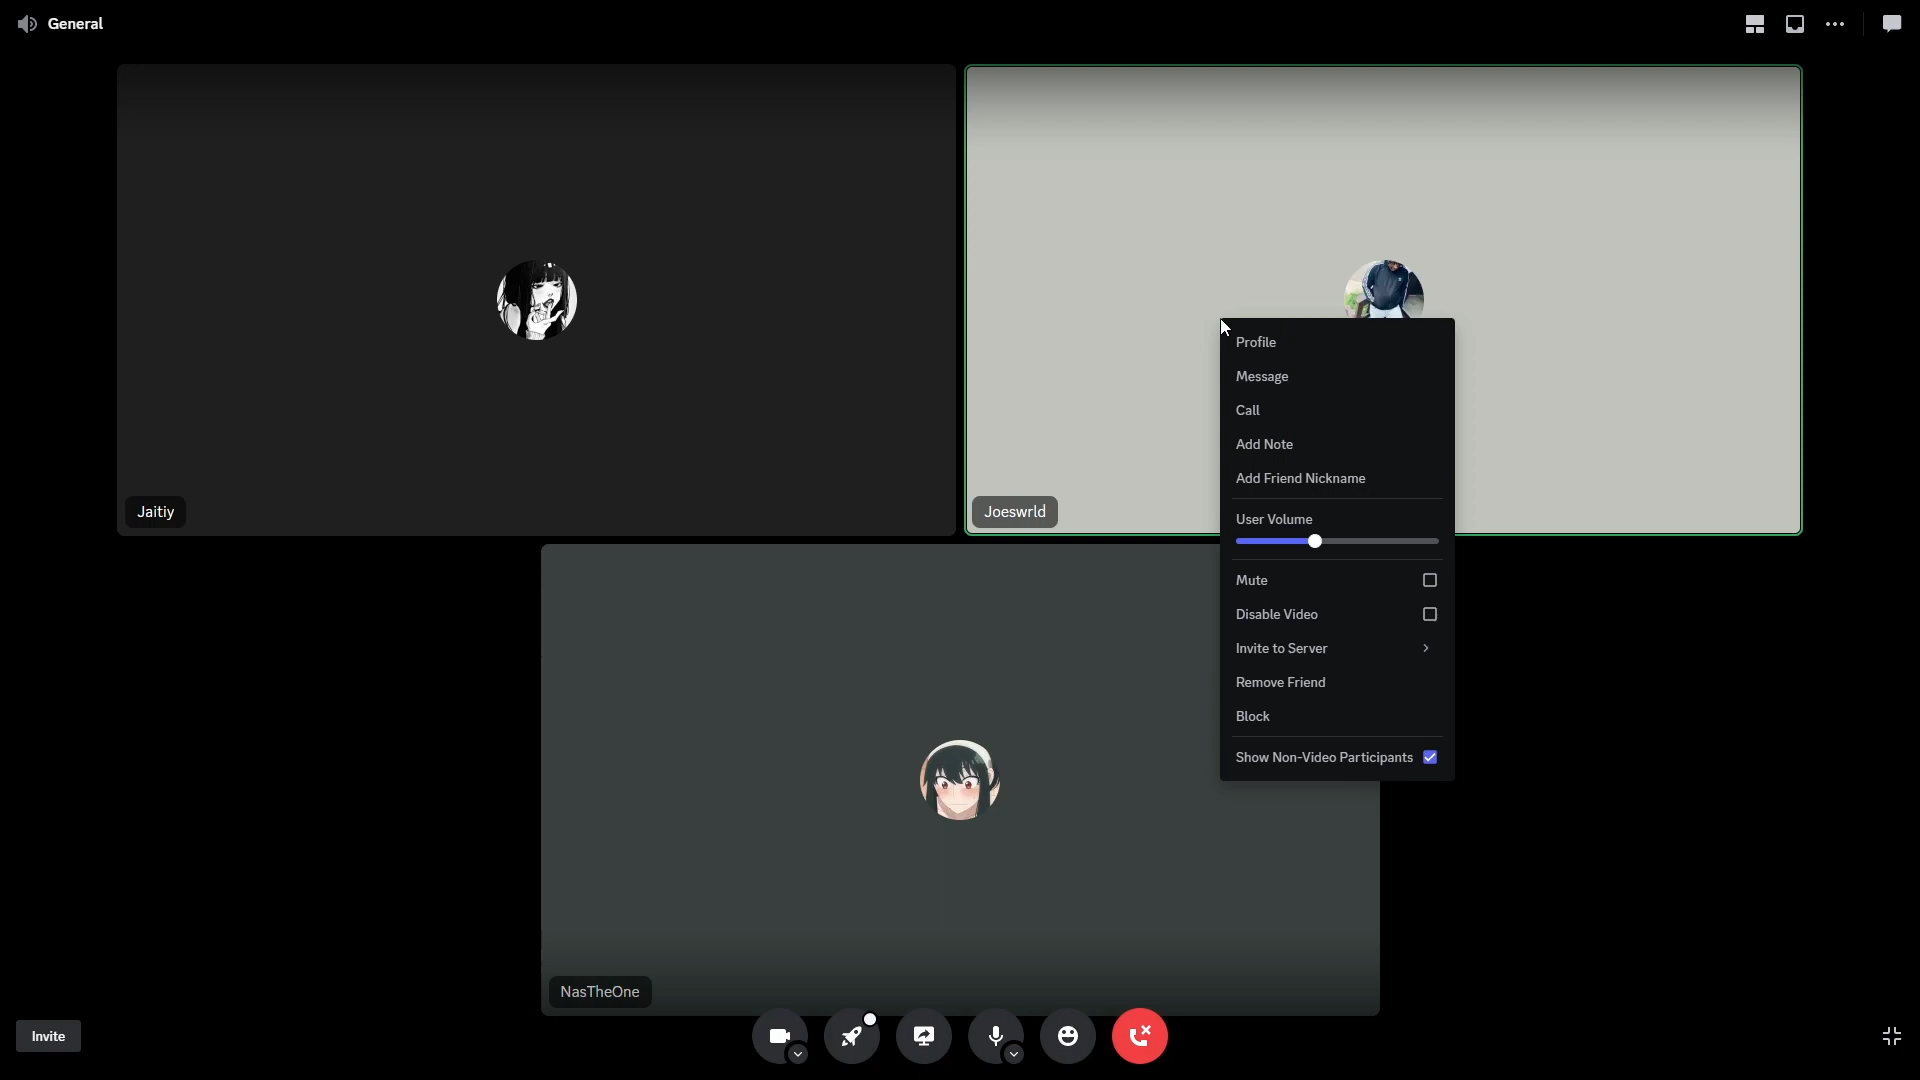 General
Jaitiy
Joeswrld
Profile
Message
Call
Add Note
Add Friend Nickname
User Volume
Mute
Disable Video
Invite to Server
Remove Friend
Block
Show Non-Video Participants
NasTheOne
Invite